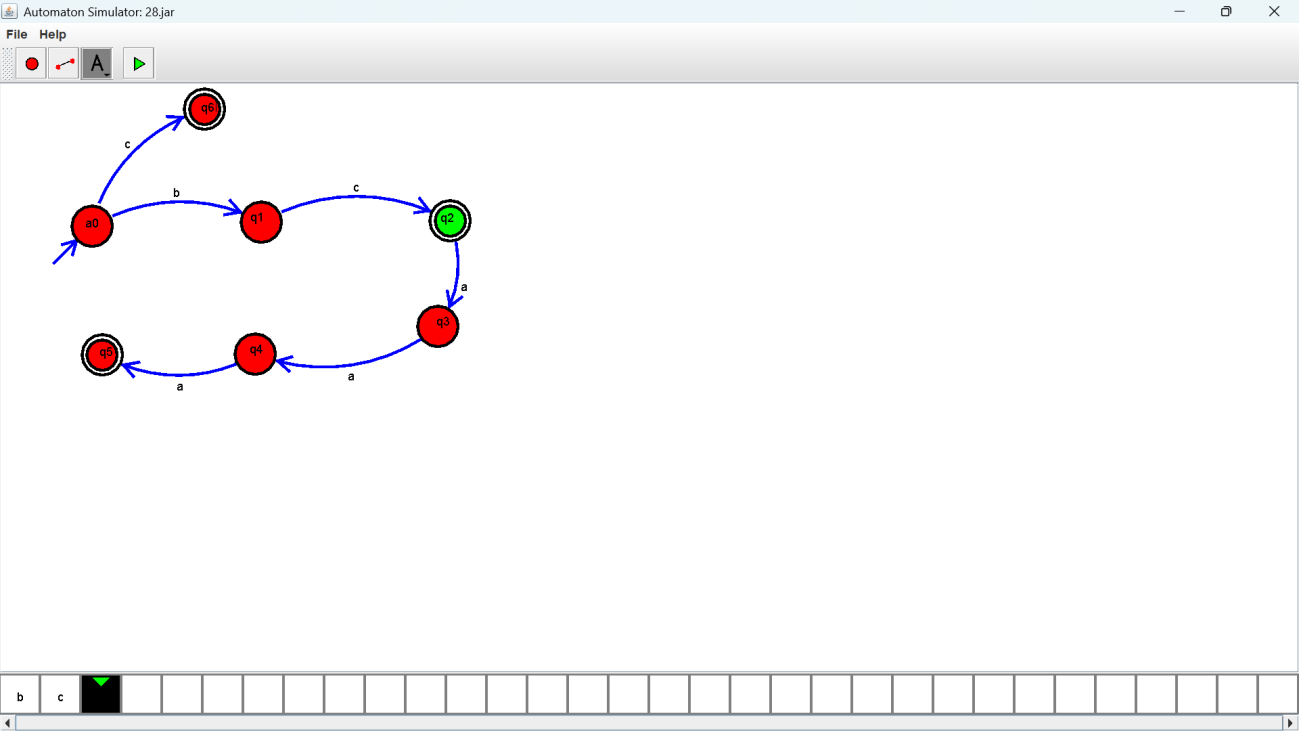 Automaton Simulator: 28.jar
File Help
A
q6
c
b
c
a0
q1
q2
a
q3
q5
q4
a
a
b c